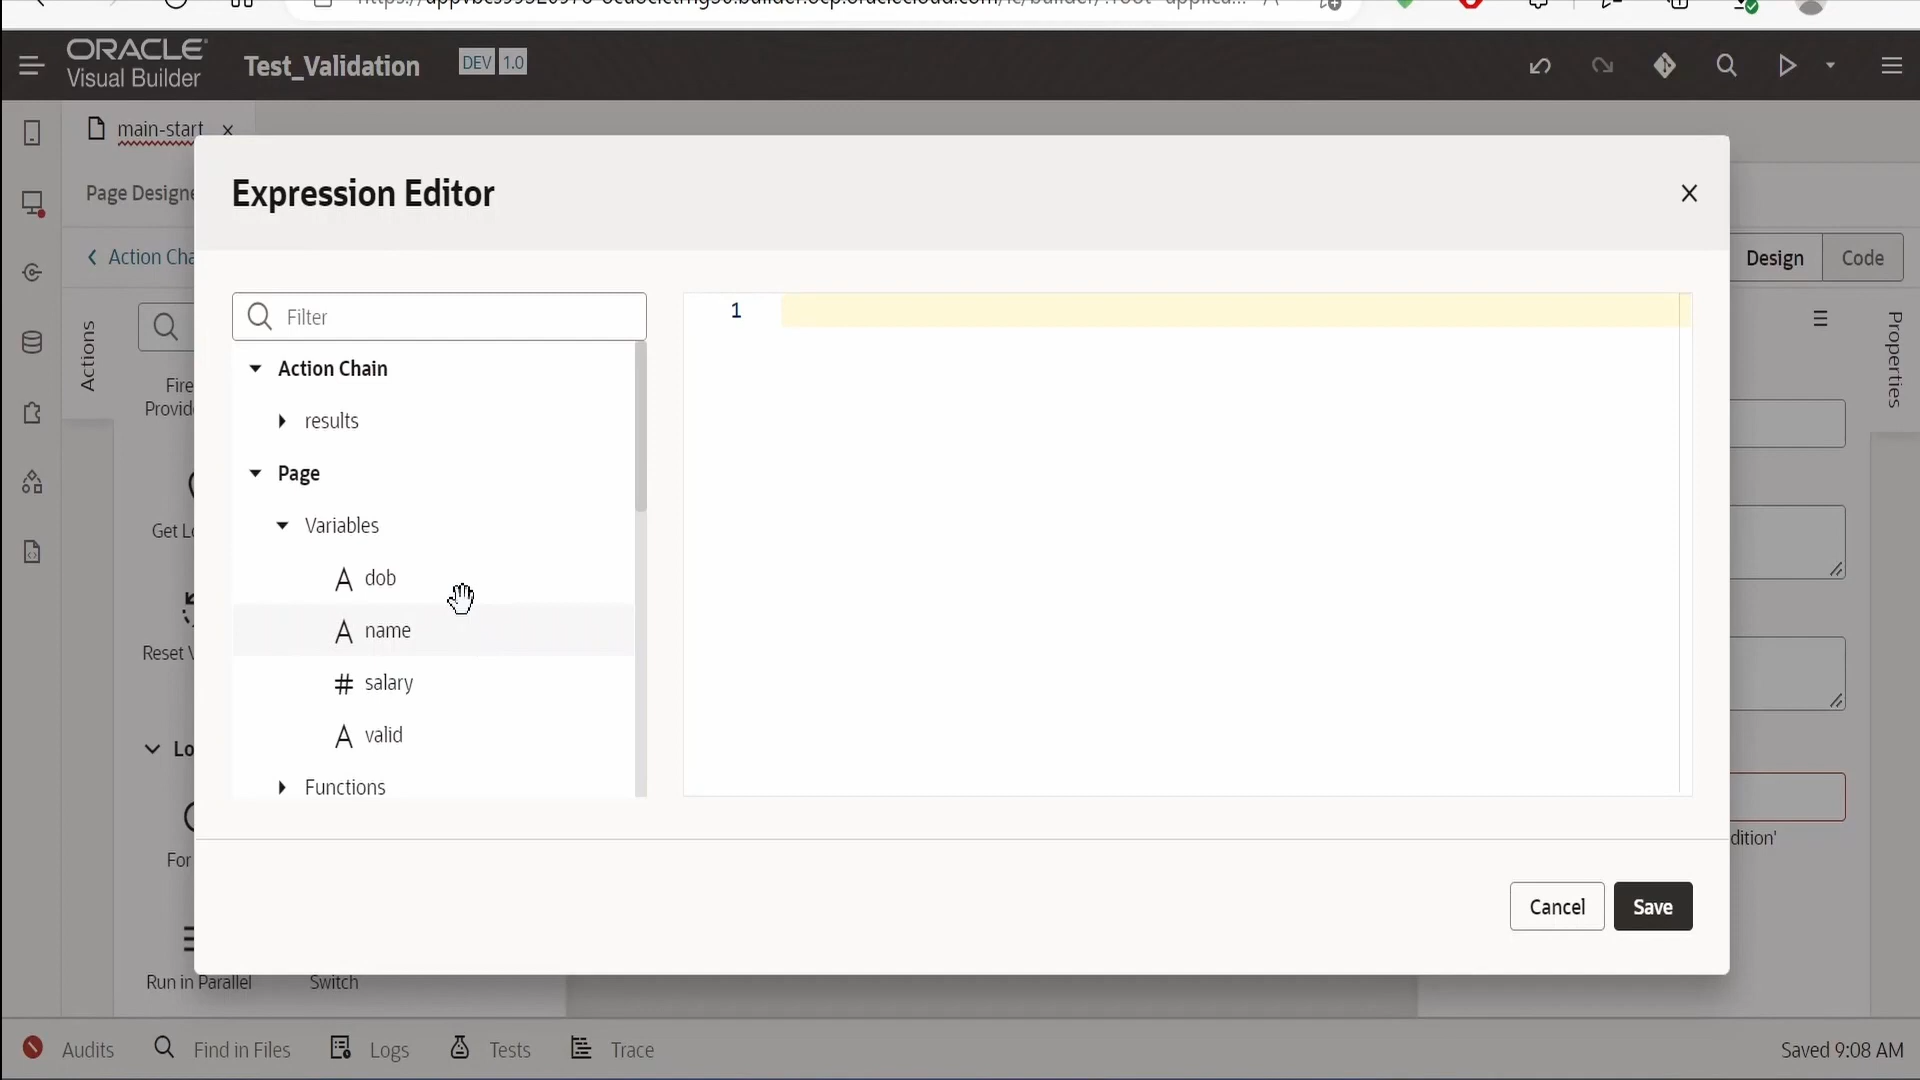 ORACLE
Visual Builder
Test_Validation
DEV 1.0
main-start
Page Designe
Action Cha
Design
Code
Expression Editor
Filter
1
Action Chain
results
Page
Variables
dob
name
salary
valid
Functions
Cancel
Save
Actions
Properties
Fire
Provid
Get Lo
Reset V
Lo
For
dition'
Run in Parallel
Switch
Audits
Find in Files
Logs
Tests
Trace
Saved 9:08 AM